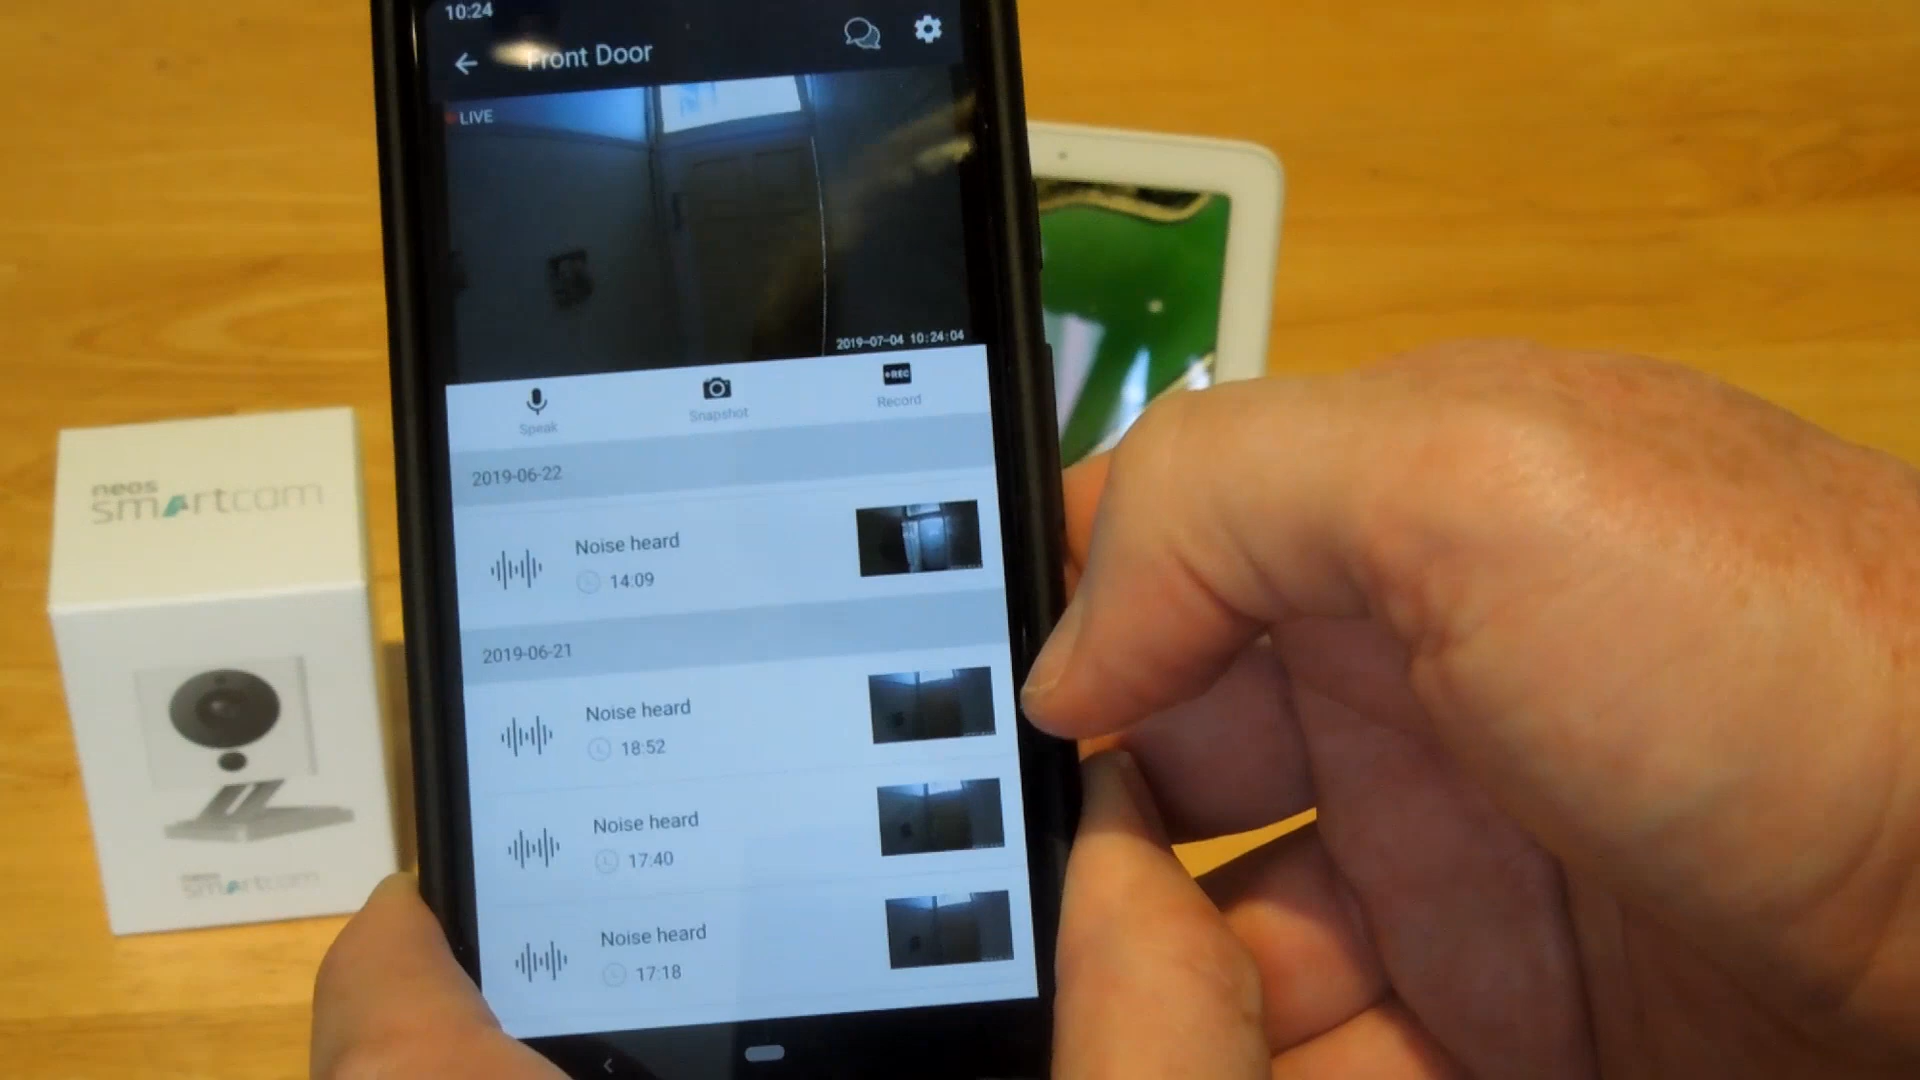 10:24
Front Door
LIVE
2019-07-04 10:24:04
Speak
Snapshot
REC
Record
2019-06-22
Noise heard
14:09
2019-06-21
Noise heard
18:52
Noise heard
17:40
Noise heard
17:18
neos
smartcam
neos
smartcam